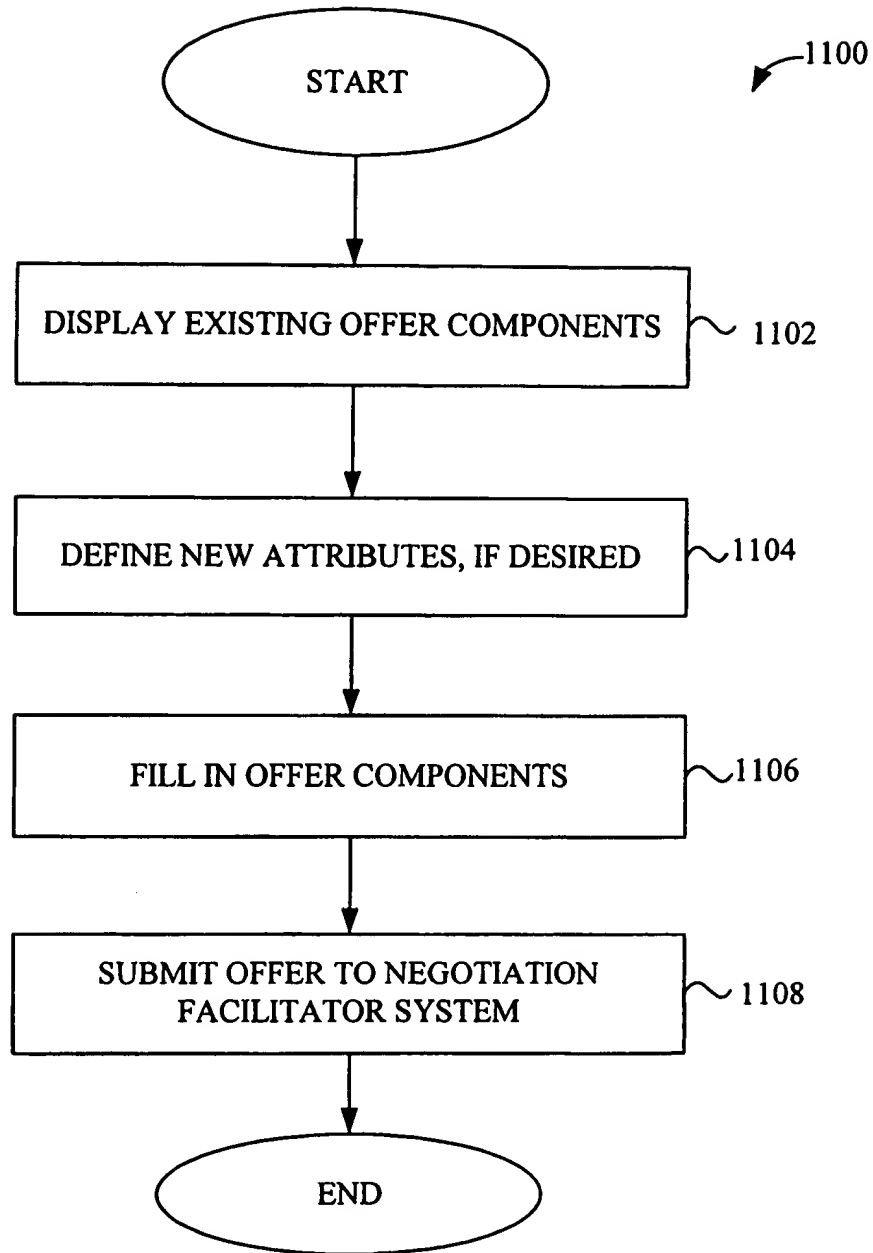 START
1100
DISPLAY EXISTING OFFER COMPONENTS
1102
DEFINE NEW ATTRIBUTES, IF DESIRED
1104
FILL IN OFFER COMPONENTS
1106
SUBMIT OFFER TO NEGOTIATION
FACILITATOR SYSTEM
1108
END